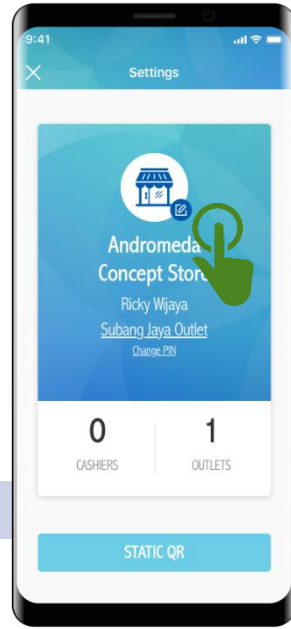 9:41
Settings
Andromeda
Concept Store
Ricky Wijaya
Subang Jaya Outlet
Change PIN
0
1
CASHIERS
OUTLETS
STATIC QR